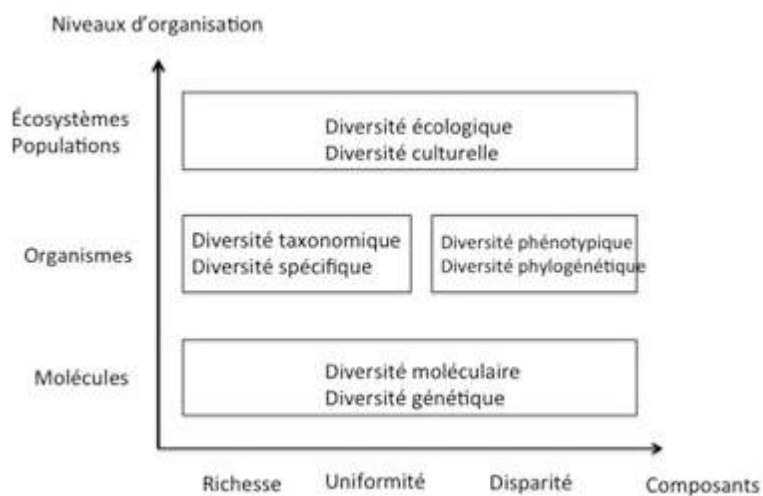 Niveaux d'organisation
Écosystèmes
Populations
Diversité écologique
Diversité culturelle
Organismes
Diversité taxonomique
Diversité spécifique
Diversité phénotypique
Diversité phylogénétique
Molécules
Diversité moléculaire
Diversité génétique
Richesse
Uniformité
Disparité
Composants